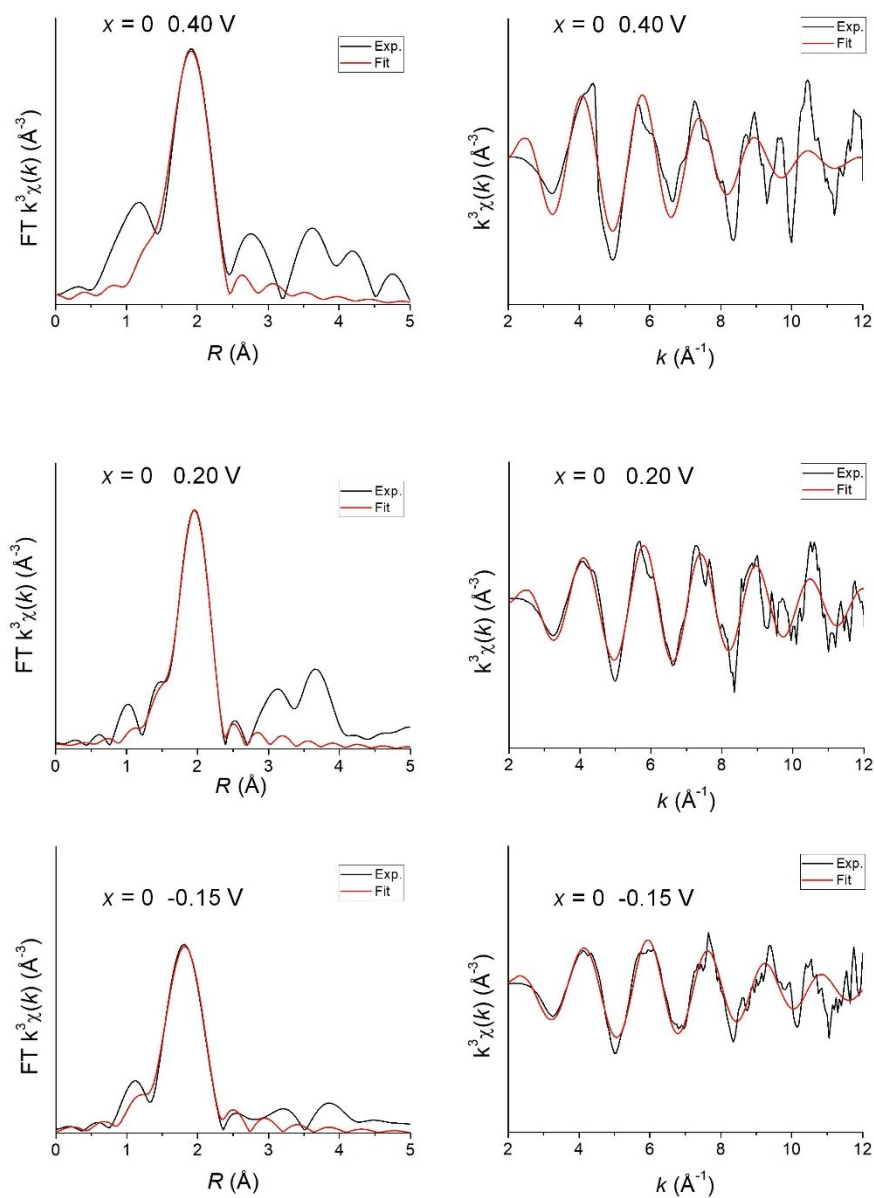 x = 0 0.40 V
Exp.
Fit
FT k³χ(k) (Å⁻³)
0 1 2 3 4 5
R (Å)
x = 0 0.40 V
Exp.
Fit
k³χ(k) (Å⁻³)
2 4 6 8 10 12
k (Å⁻¹)
x = 0 0.20 V
Exp.
Fit
FT k³χ(k) (Å⁻³)
0 1 2 3 4 5
R (Å)
x = 0 0.20 V
Exp.
Fit
k³χ(k) (Å⁻³)
2 4 6 8 10 12
k (Å⁻¹)
x = 0 -0.15 V
Exp.
Fit
FT k³χ(k) (Å⁻³)
0 1 2 3 4 5
R (Å)
x = 0 -0.15 V
Exp.
Fit
k³χ(k) (Å⁻³)
2 4 6 8 10 12
k (Å⁻¹)